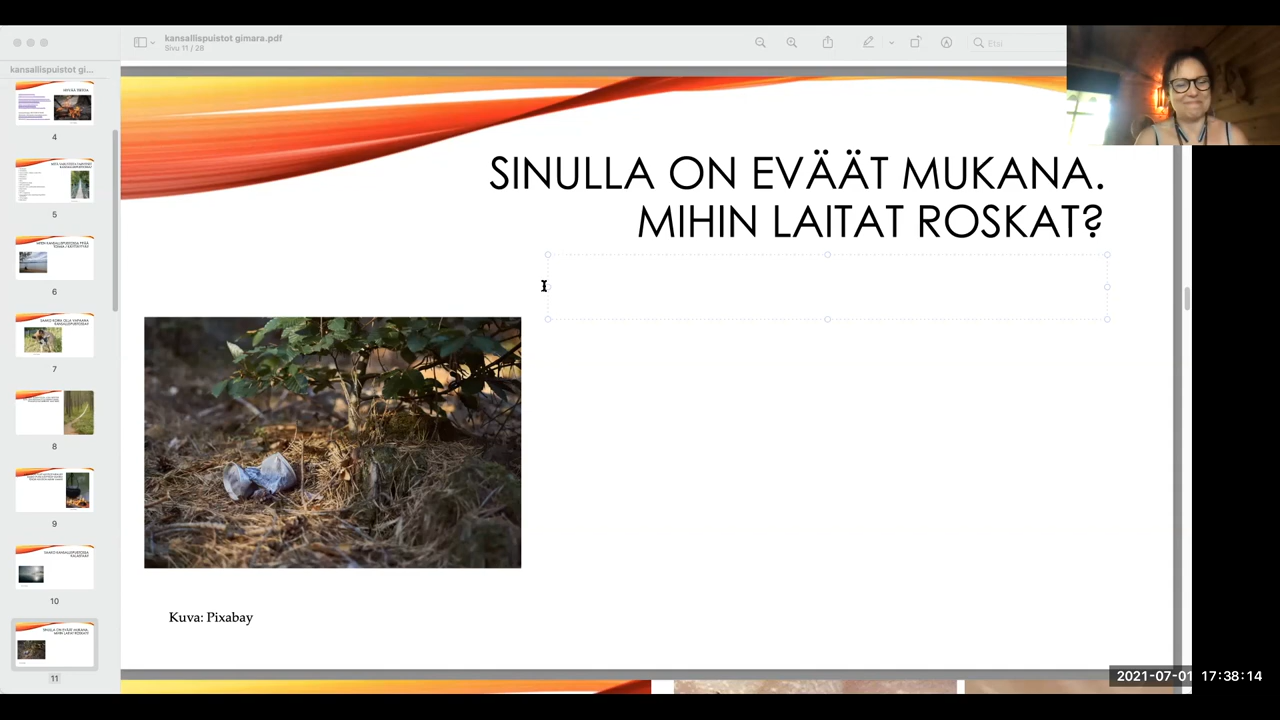 kansallispuistot gimara.pdf
Sivu 11 / 28
Etsi
kansallispuistot gi...
4
5
6
7
8
9
10
11
SINULLA ON EVÄÄT MUKANA.
MIHIN LAITAT ROSKAT?
Kuva: Pixabay
2021-07-01 17:38:14